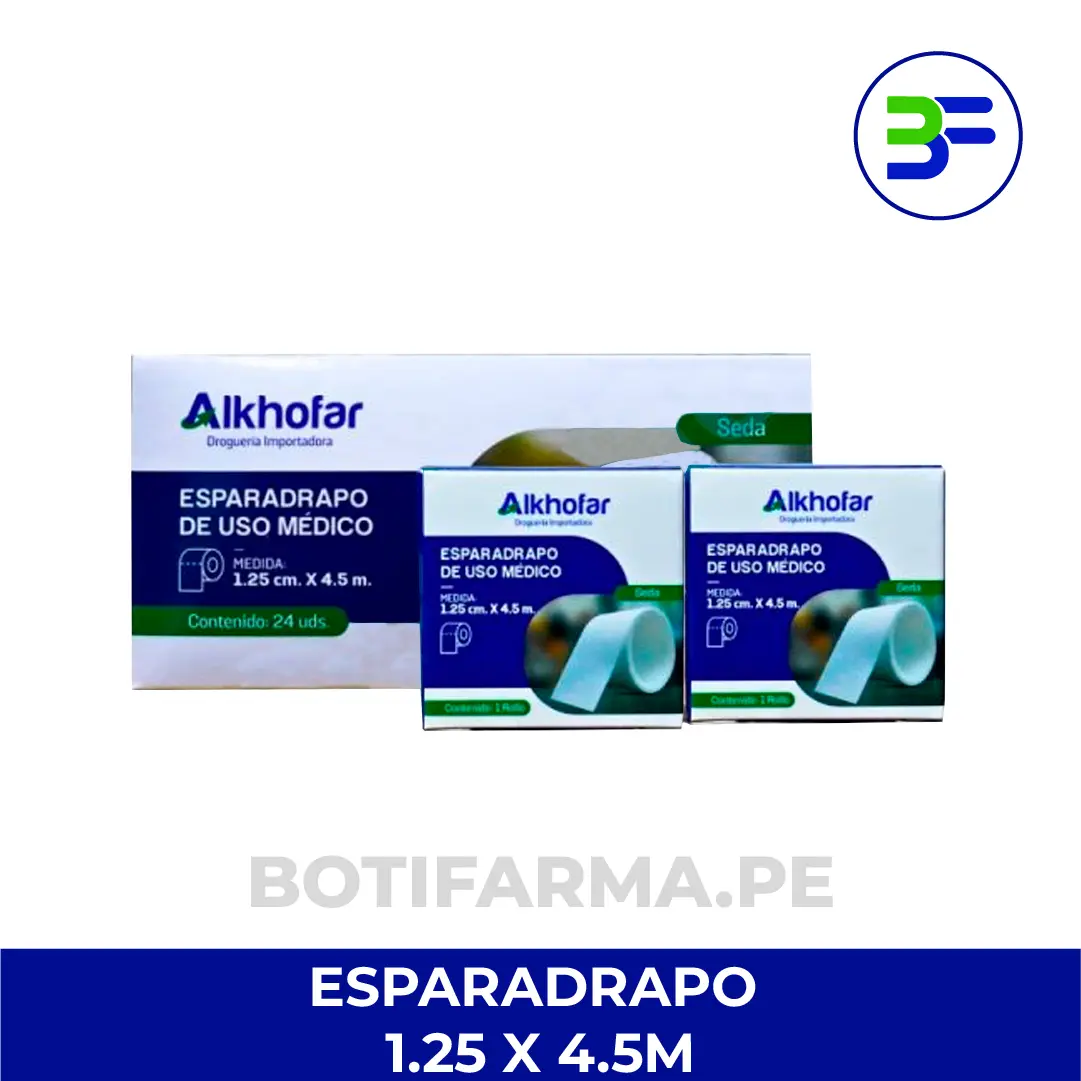 BF
Alkhofar
Droguería Importadora
Seda
ESPARADRAPO
DE USO MÉDICO
MEDIDA:
1.25 cm. X 4.5 m.
Contenido: 24 uds.
Alkhofar
Droguería Importadora
ESPARADRAPO
DE USO MÉDICO
Seda
MEDIDA:
1.25 cm. X 4.5 m.
Contenido: 1 Rollo
Alkhofar
Droguería Importadora
ESPARADRAPO
DE USO MÉDICO
Seda
MEDIDA:
1.25 cm. X 4.5 m.
Contenido: 1 Rollo
BOTIFARMA.PE
ESPARADRAPO
1.25 X 4.5M